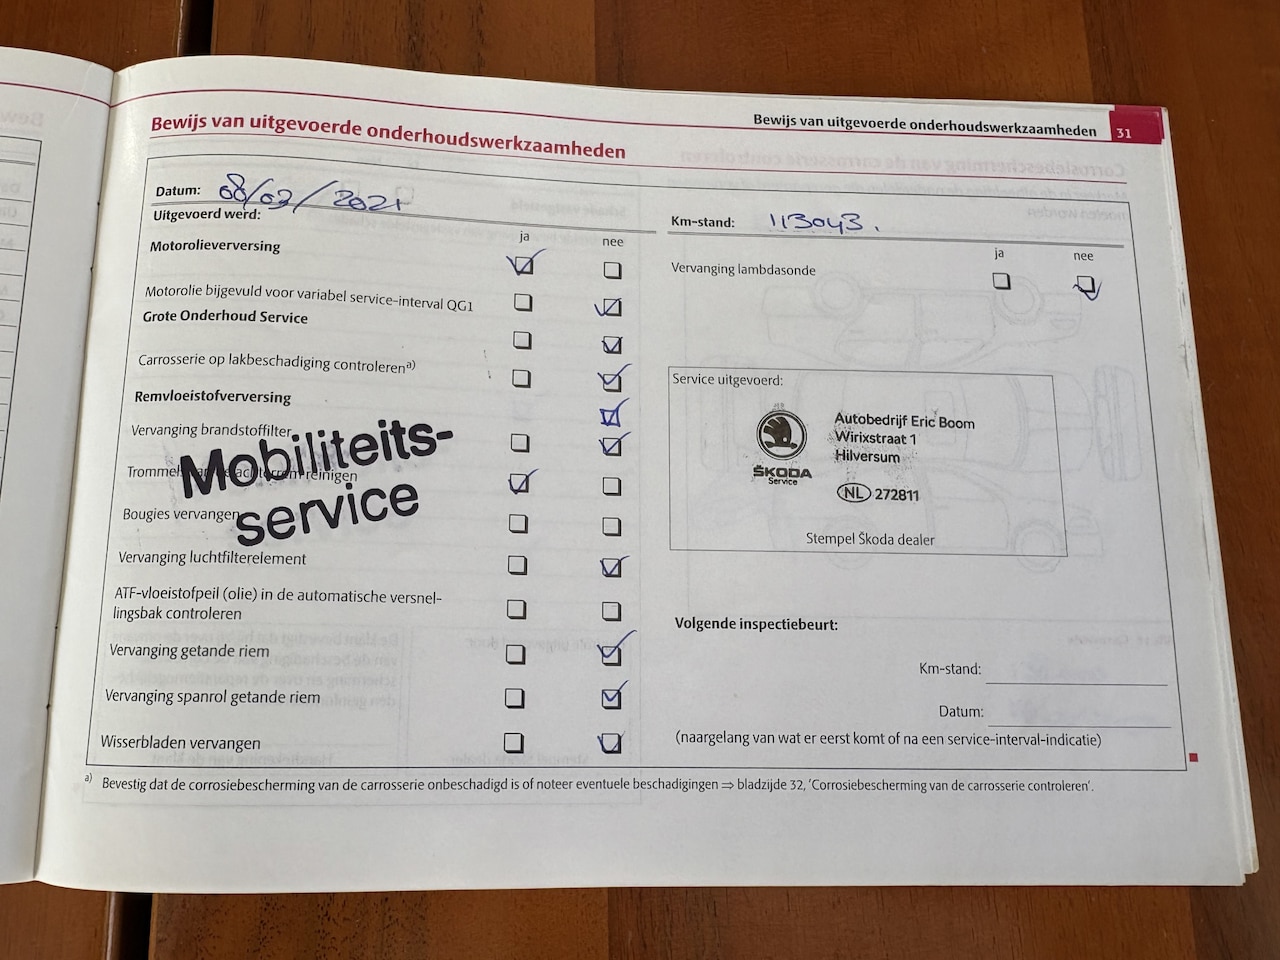 Bewijs van uitgevoerde onderhoudswerkzaamheden 31
Bewijs van uitgevoerde onderhoudswerkzaamheden
Datum: 08/03/2021
Uitgevoerd werd:
ja nee
Motorolieverversing
Motorolie bijgevuld voor variabel service-interval QG1
Grote Onderhoud Service
Carrosserie op lakbeschadiging controleren a)
Remvloeistofverversing
Vervanging brandstoffilter
Mobiliteits-
service
Trommels reinigen
Bougies vervangen
Vervanging luchtfilterelement
ATF-vloeistofpeil (olie) in de automatische versnel-
lingsbak controleren
Vervanging getande riem
Vervanging spanrol getande riem
Wisserbladen vervangen
Km-stand: 113043.
ja nee
Vervanging lambdasonde
Service uitgevoerd:
ŠKODA
Service
Autobedrijf Eric Boom
Wirixstraat 1
Hilversum
NL 272811
Stempel Škoda dealer
Volgende inspectiebeurt:
Km-stand:
Datum:
(naargelang van wat er eerst komt of na een service-interval-indicatie)
a) Bevestig dat de corrosiebescherming van de carrosserie onbeschadigd is of noteer eventuele beschadigingen ⇒ bladzijde 32, ‘Corrosiebescherming van de carrosserie controleren’.